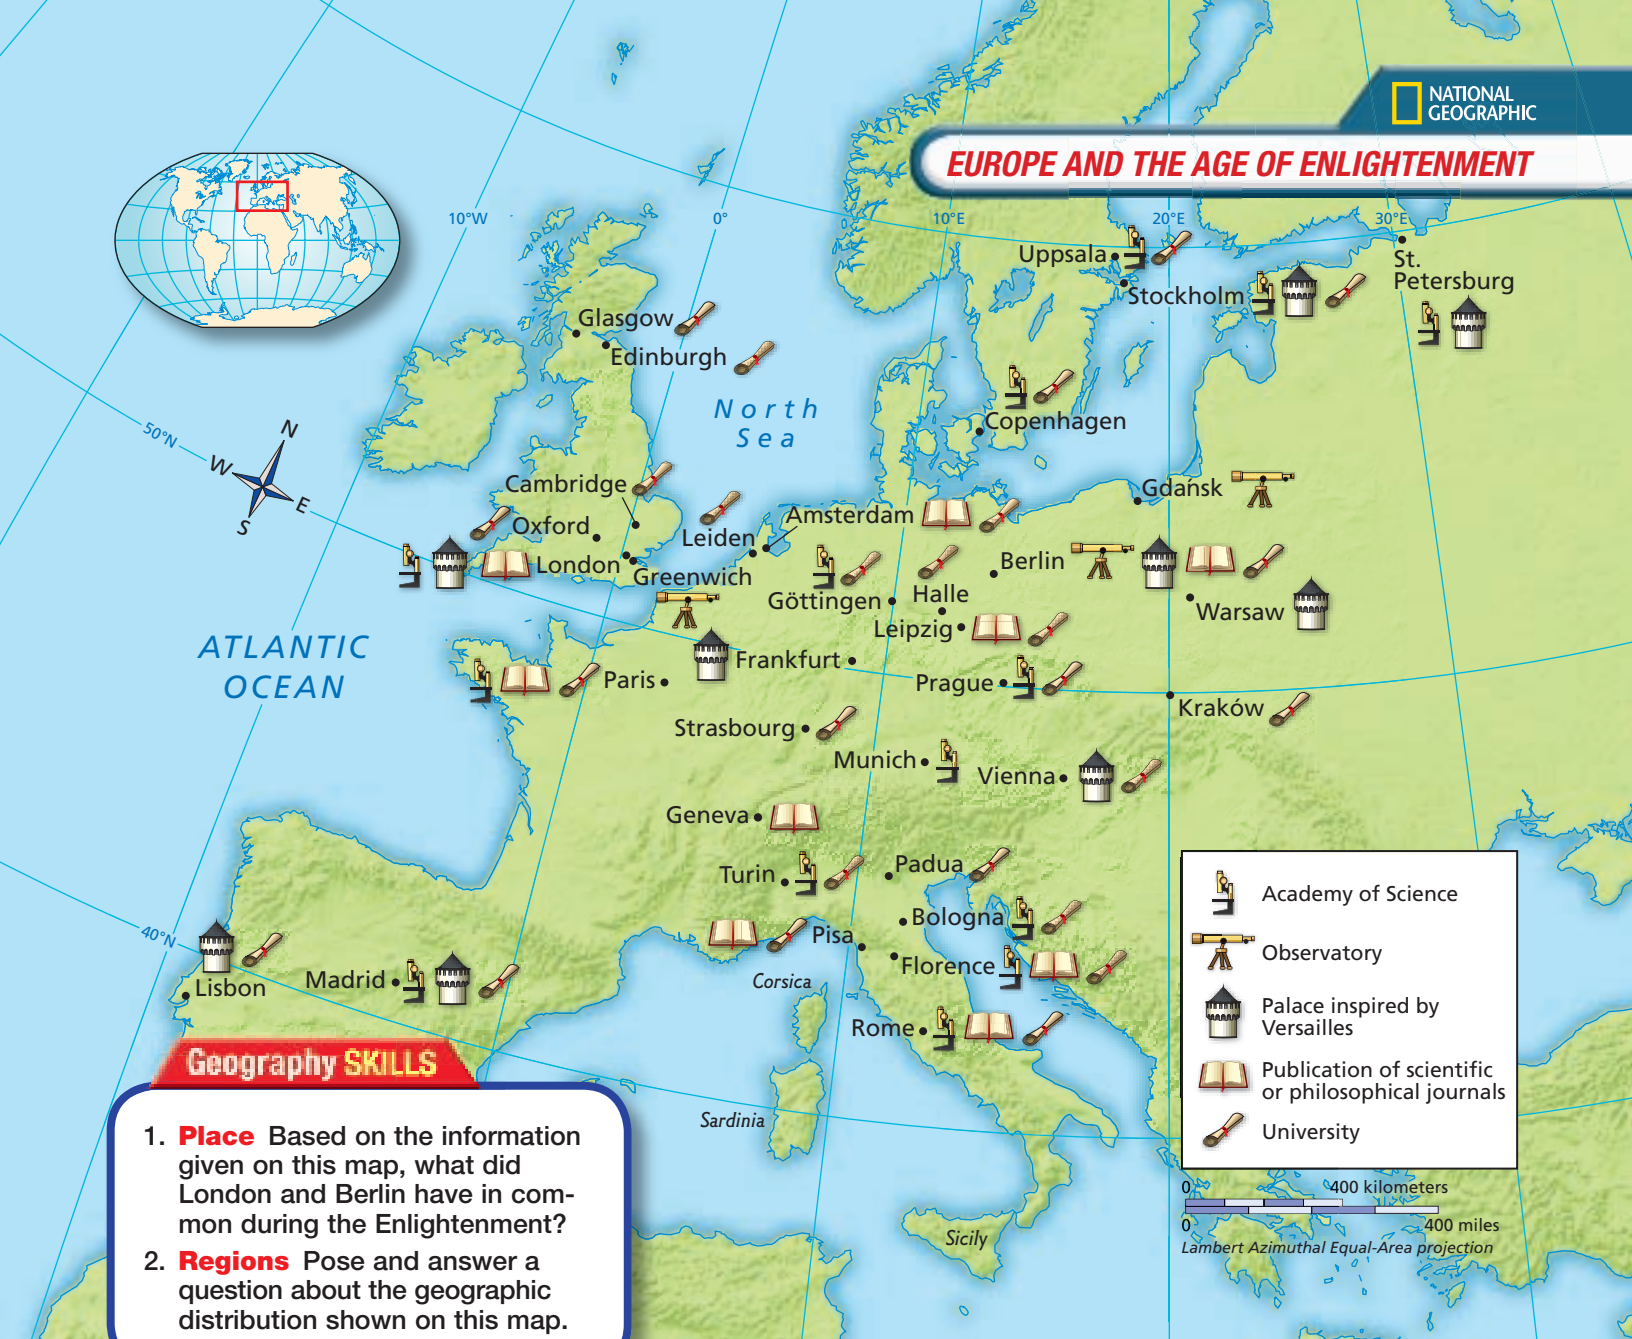 NATIONAL
GEOGRAPHIC
EUROPE AND THE AGE OF ENLIGHTENMENT
10°W
0°
10°E
20°E
30°E
Uppsala
St.
Petersburg
Stockholm
Glasgow
Edinburgh
North
Sea
Copenhagen
50°N
N
W
E
S
Cambridge
Gdańsk
Oxford
Amsterdam
Leiden
London
Greenwich
Berlin
Göttingen
Halle
Warsaw
Leipzig
ATLANTIC
OCEAN
Frankfurt
Paris
Prague
Kraków
Strasbourg
Munich
Vienna
Geneva
Turin
Padua
Bologna
Pisa
40°N
Florence
Corsica
Madrid
Lisbon
Rome
Sardinia
Sicily
Academy of Science
Observatory
Palace inspired by
Versailles
Publication of scientific
or philosophical journals
University
0
400 kilometers
0
400 miles
Lambert Azimuthal Equal-Area projection
Geography SKILLS
1. Place Based on the information
given on this map, what did
London and Berlin have in com-
mon during the Enlightenment?
2. Regions Pose and answer a
question about the geographic
distribution shown on this map.